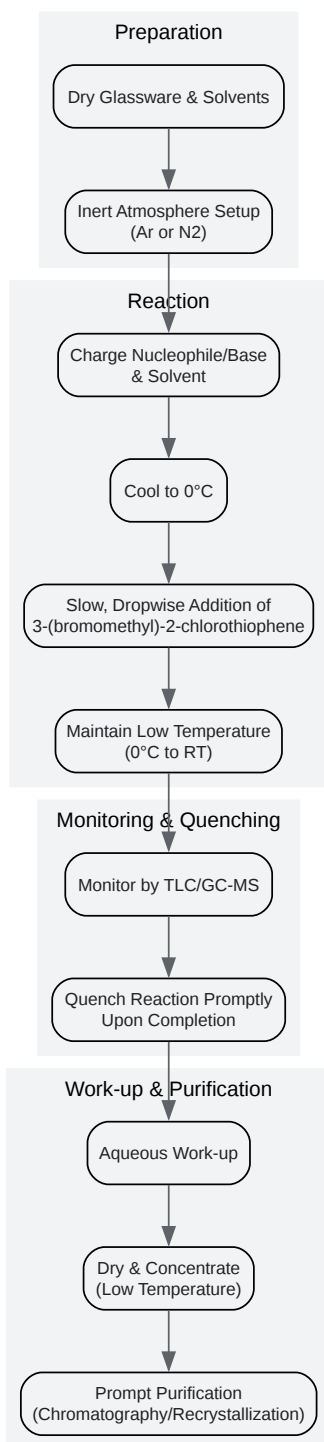 Preparation
Dry Glassware & Solvents
Inert Atmosphere Setup
(Ar or N2)
Reaction
Charge Nucleophile/Base
& Solvent
Cool to 0°C
Slow, Dropwise Addition of
3-(bromomethyl)-2-chlorothiophene
Maintain Low Temperature
(0°C to RT)
Monitoring & Quenching
Monitor by TLC/GC-MS
Quench Reaction Promptly
Upon Completion
Work-up & Purification
Aqueous Work-up
Dry & Concentrate
(Low Temperature)
Prompt Purification
(Chromatography/Recrystallization)